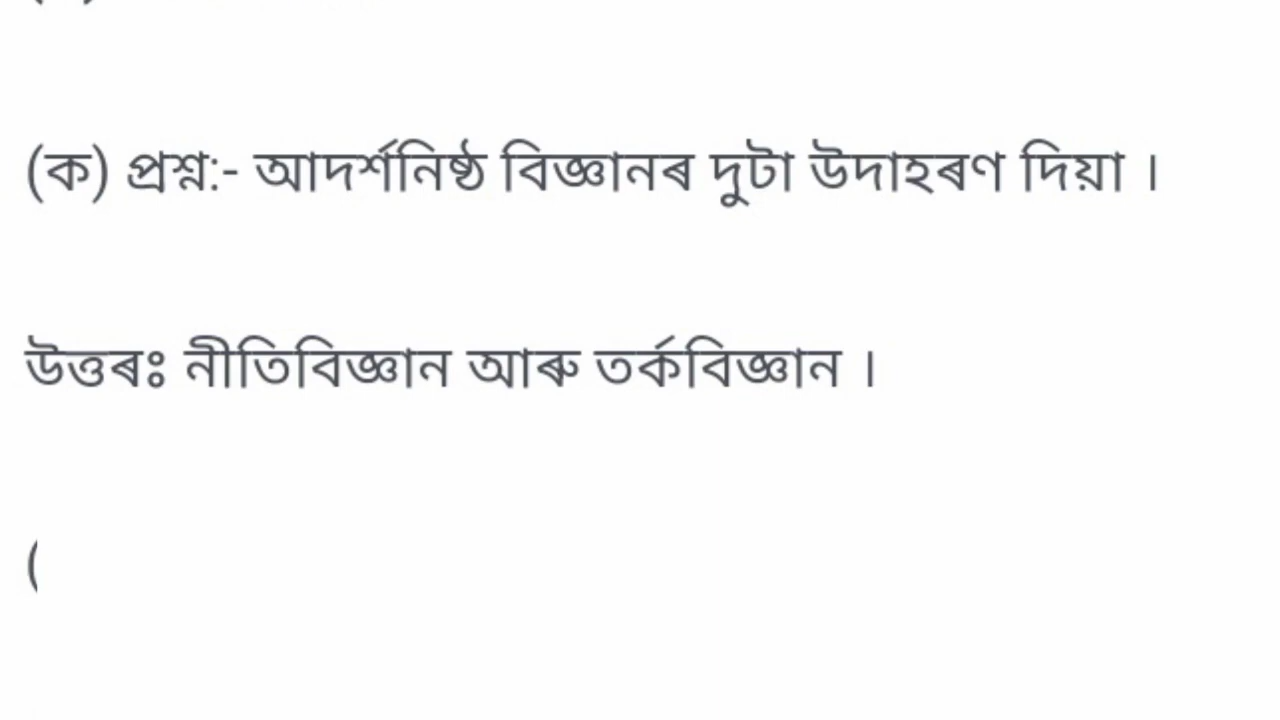 (ক) প্ৰশ্ন:- আদৰ্শনিষ্ঠ বিজ্ঞানৰ দুটা উদাহৰণ দিয়া ।
উত্তৰঃ নীতিবিজ্ঞান আৰু তৰ্কবিজ্ঞান ।
(